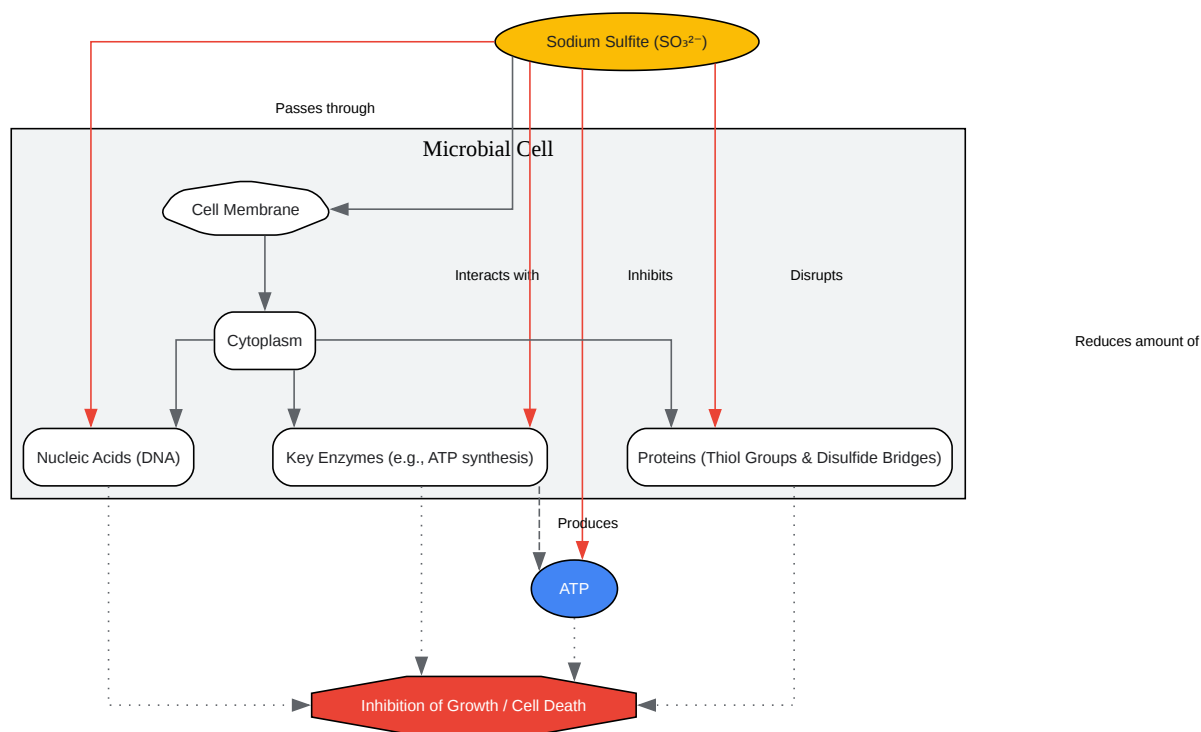 Sodium Sulfite (SO₃²⁻)
Passes through
Microbial Cell
Cell Membrane
Interacts with
Inhibits
Disrupts
Cytoplasm
Reduces amount of
Nucleic Acids (DNA)
Key Enzymes (e.g., ATP synthesis)
Proteins (Thiol Groups & Disulfide Bridges)
Produces
ATP
Inhibition of Growth / Cell Death